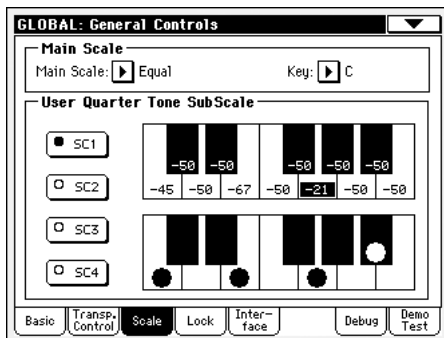 GLOBAL: General Controls
Main Scale
Main Scale: Equal Key: C
User Quarter Tone SubScale
SC1
-50 -50 -50 -50 -50
-45 -50 -67 -50 -21 -50 -50
SC2
SC3
SC4
Basic Transp. Control Scale Lock Inter-face Debug Demo Test